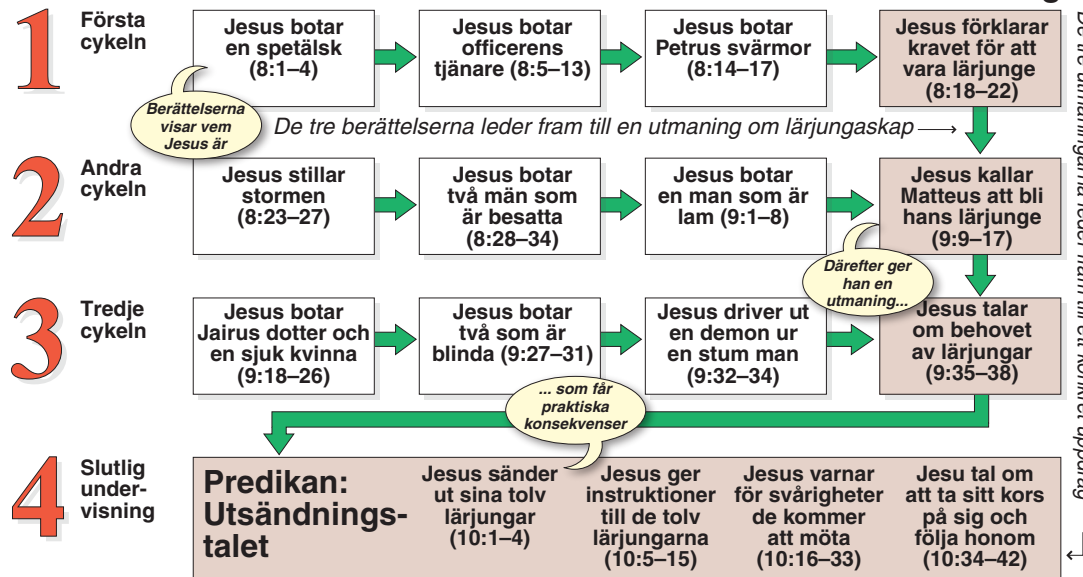 1
Första
cykeln
Jesus botar
en spetälsk
(8:1–4)
Jesus botar
officerens
tjänare (8:5–13)
Jesus botar
Petrus svärmor
(8:14–17)
Jesus förklarar
kravet för att
vara lärjunge
(8:18–22)
Berättelserna
visar vem
Jesus är
De tre berättelserna leder fram till en utmaning om lärjungaskap
2
Andra
cykeln
Jesus stillar
stormen
(8:23–27)
Jesus botar
två män som
är besatta
(8:28–34)
Jesus botar
en man som är
lam (9:1–8)
Jesus kallar
Matteus att bli
hans lärjunge
(9:9–17)
Därefter ger
han en
utmaning...
3
Tredje
cykeln
Jesus botar
Jairus dotter och
en sjuk kvinna
(9:18–26)
Jesus botar
två som är
blinda (9:27–31)
Jesus driver ut
en demon ur
en stum man
(9:32–34)
Jesus talar
om behovet
av lärjungar
(9:35–38)
... som får
praktiska
konsekvenser
4
Slutlig
under-
visning
Predikan:
Utsändnings-
talet
Jesus sänder
ut sina tolv
lärjungar
(10:1–4)
Jesus ger
instruktioner
till de tolv
lärjungarna
(10:5–15)
Jesus varnar
för svårigheter
de kommer
att möta
(10:16–33)
Jesu tal om
att ta sitt kors
på sig och
följa honom
(10:34–42)
De tre utmaningarna leder fram till ett konkret uppdrag